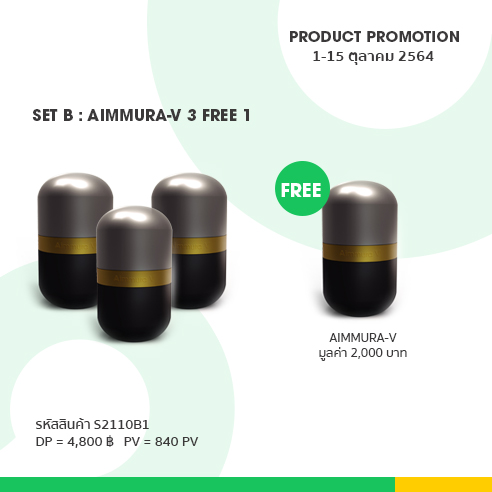 PRODUCT PROMOTION
1-15 ตุลาคม 2564
SET B : AIMMURA-V 3 FREE 1
FREE
AIMMURA-V
มูลค่า 2,000 บาท
รหัสสินค้า S2110B1
DP = 4,800 ฿ PV = 840 PV